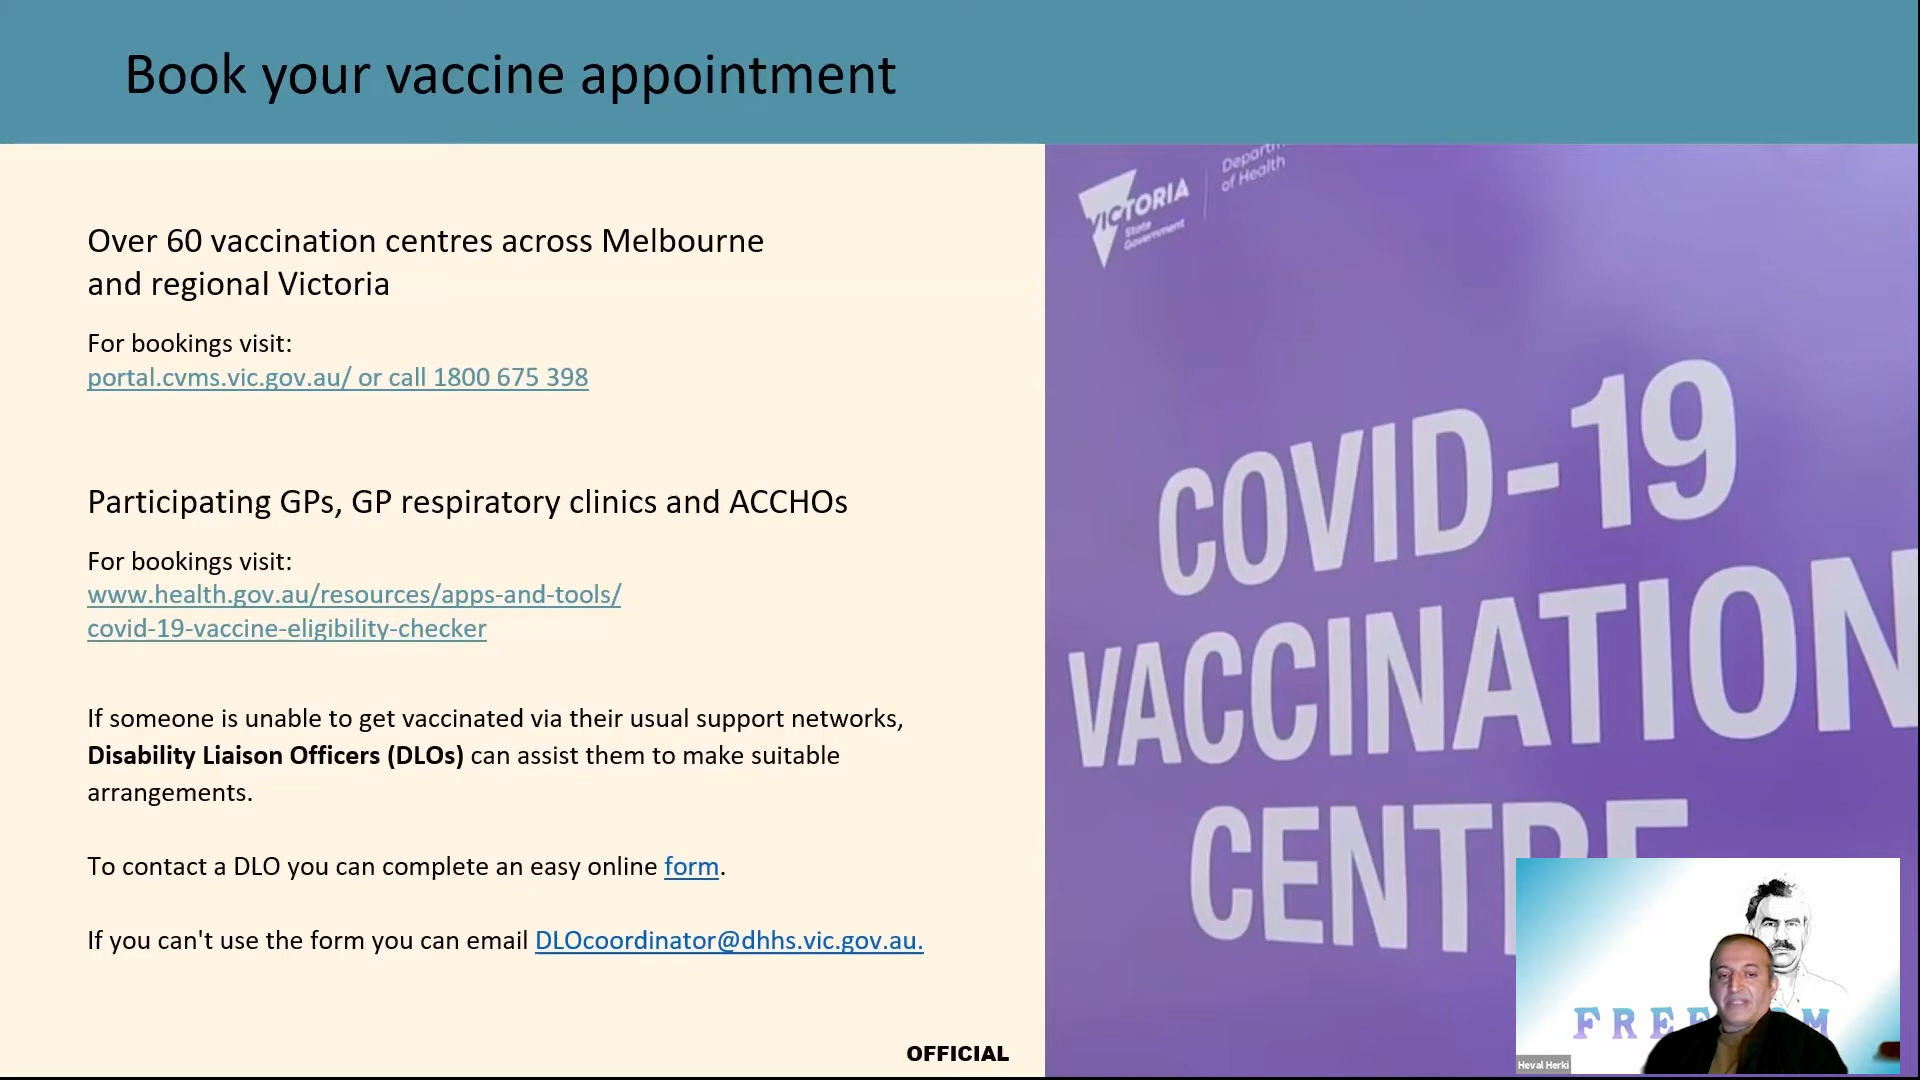 Book your vaccine appointment
Over 60 vaccination centres across Melbourne
and regional Victoria
For bookings visit:
portal.cvms.vic.gov.au/ or call 1800 675 398
Participating GPs, GP respiratory clinics and ACCHOs
For bookings visit:
www.health.gov.au/resources/apps-and-tools/
covid-19-vaccine-eligibility-checker
If someone is unable to get vaccinated via their usual support networks,
Disability Liaison Officers (DLOs) can assist them to make suitable
arrangements.
To contact a DLO you can complete an easy online form.
If you can't use the form you can email DLOcoordinator@dhhs.vic.gov.au.
OFFICIAL
VICTORIA
State
Government
of Health
COVID-19
VACCINATION
Heval Herki